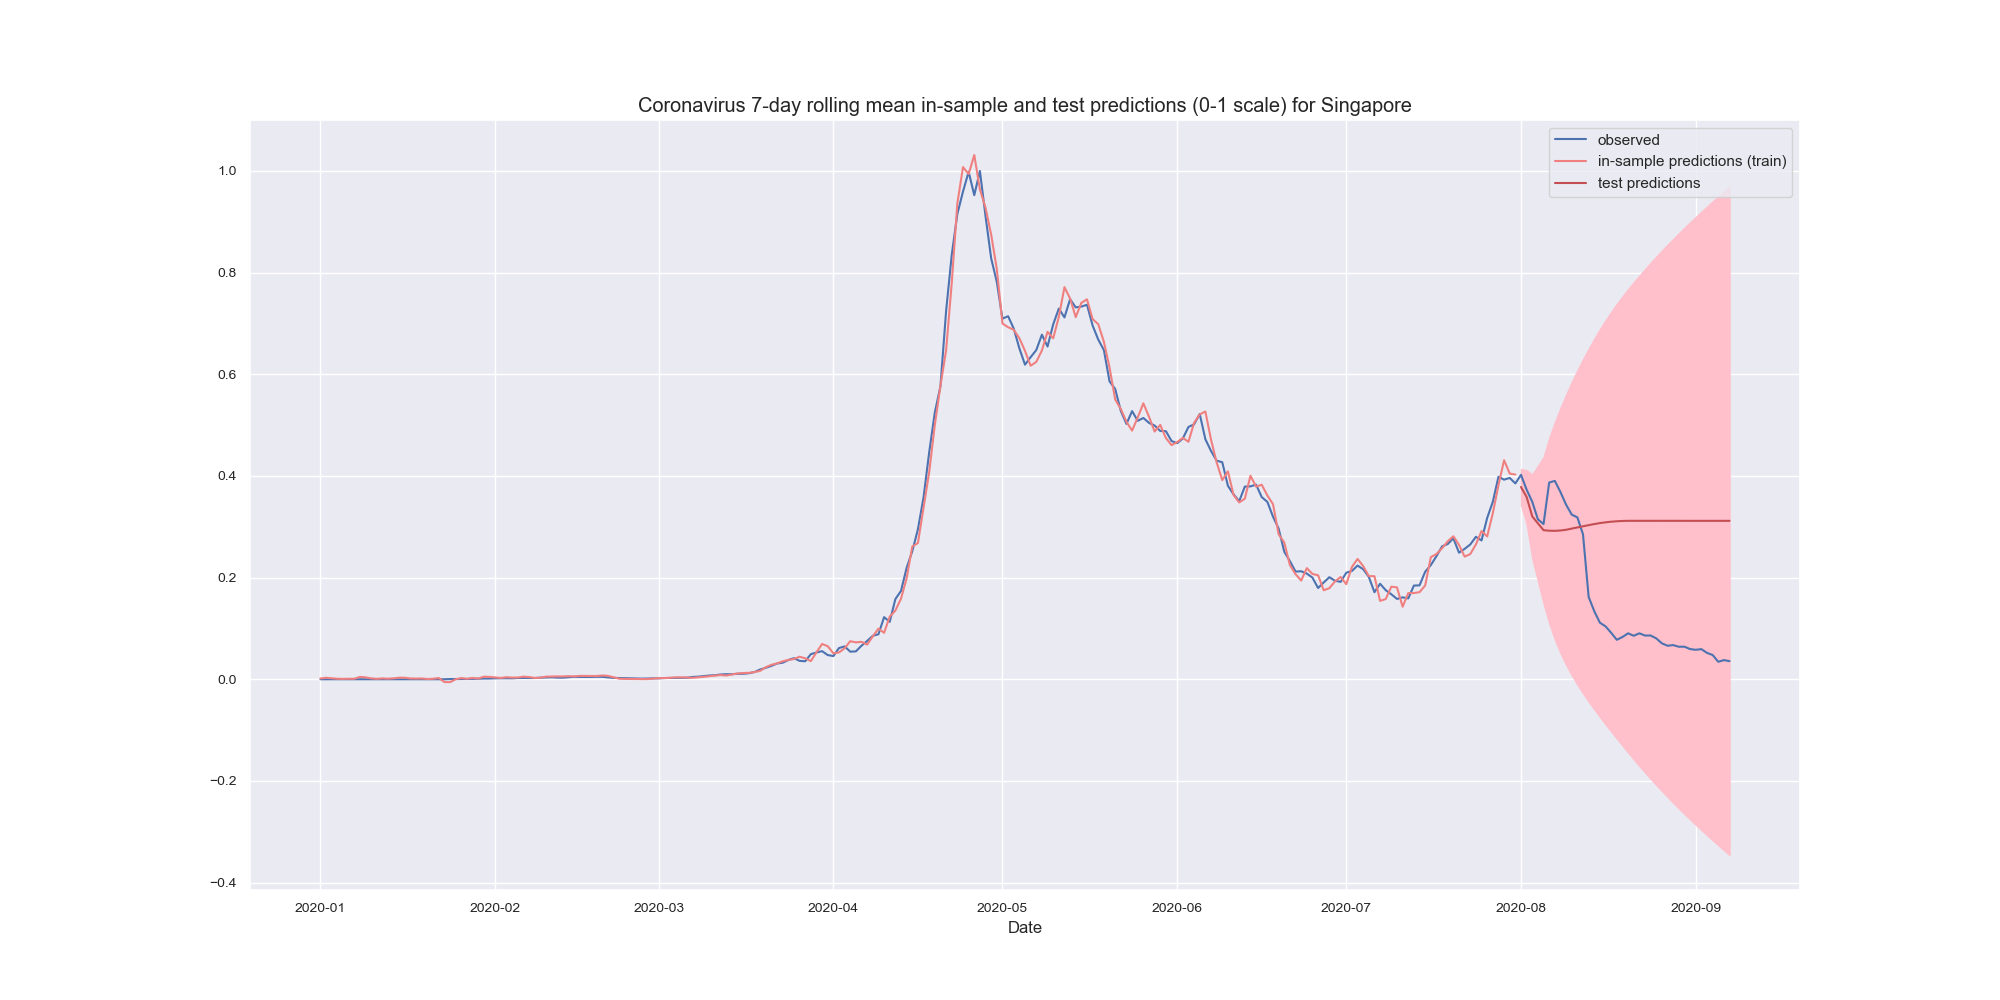 Coronavirus 7-day rolling mean in-sample and test predictions (0-1 scale) for Singapore
observed
in-sample predictions (train)
test predictions
1.0
0.8
0.6
0.4
0.2
0.0
−0.2
−0.4
2020-01 2020-02 2020-03 2020-04 2020-05 2020-06 2020-07 2020-08 2020-09
Date